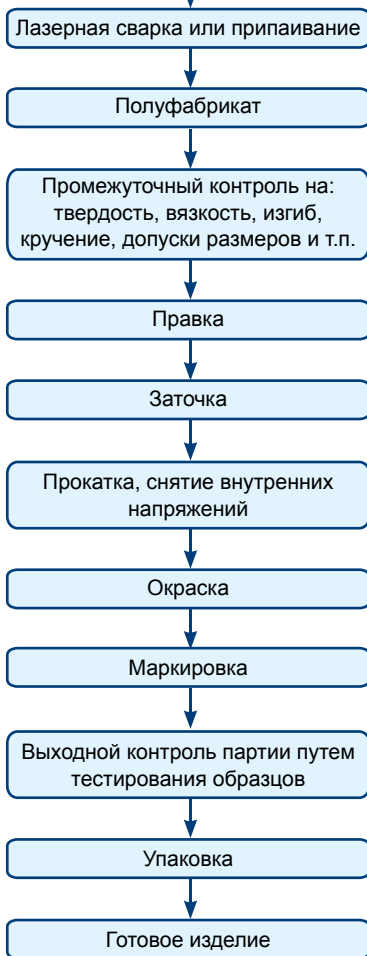 Лазерная сварка или припаивание
Полуфабрикат
Промежуточный контроль на:
твердость, вязкость, изгиб,
кручение, допуски размеров и т.п.
Правка
Заточка
Прокатка, снятие внутренних
напряжений
Окраска
Маркировка
Выходной контроль партии путем
тестирования образцов
Упаковка
Готовое изделие